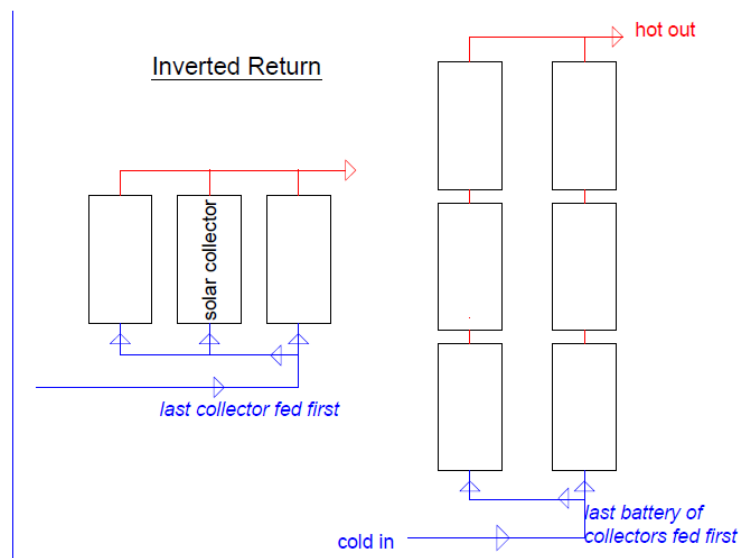 Inverted Return
hot out
solar collector
last collector fed first
last battery of
collectors fed first
cold in